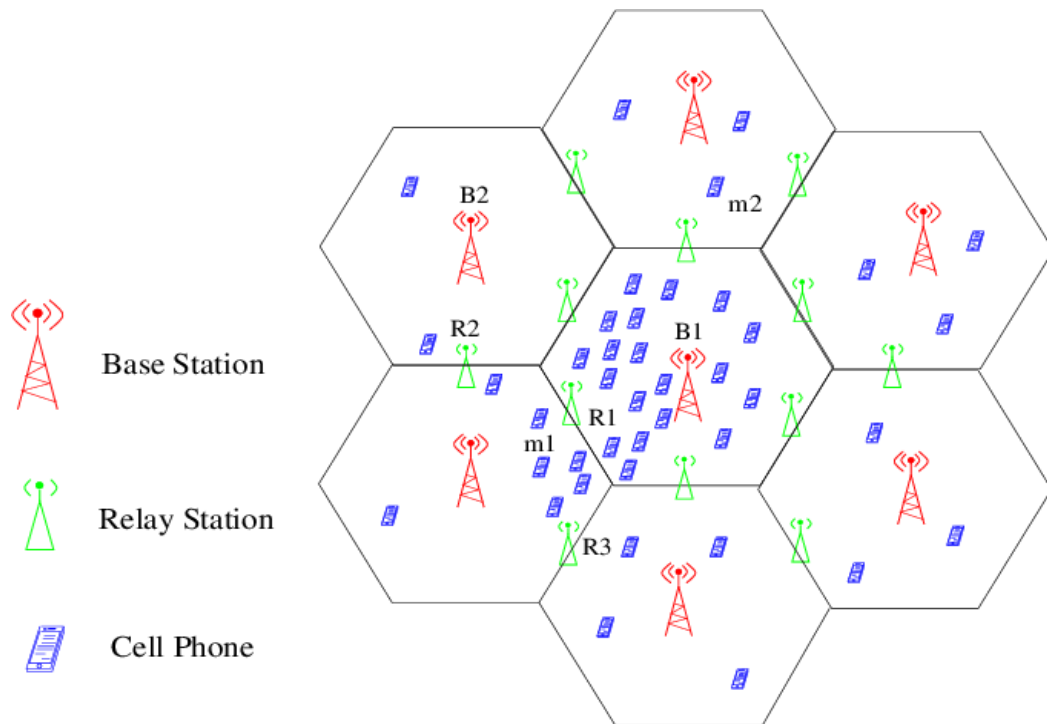 B2
m2
B1
R2
Base Station
R1
m1
Relay Station
R3
Cell Phone